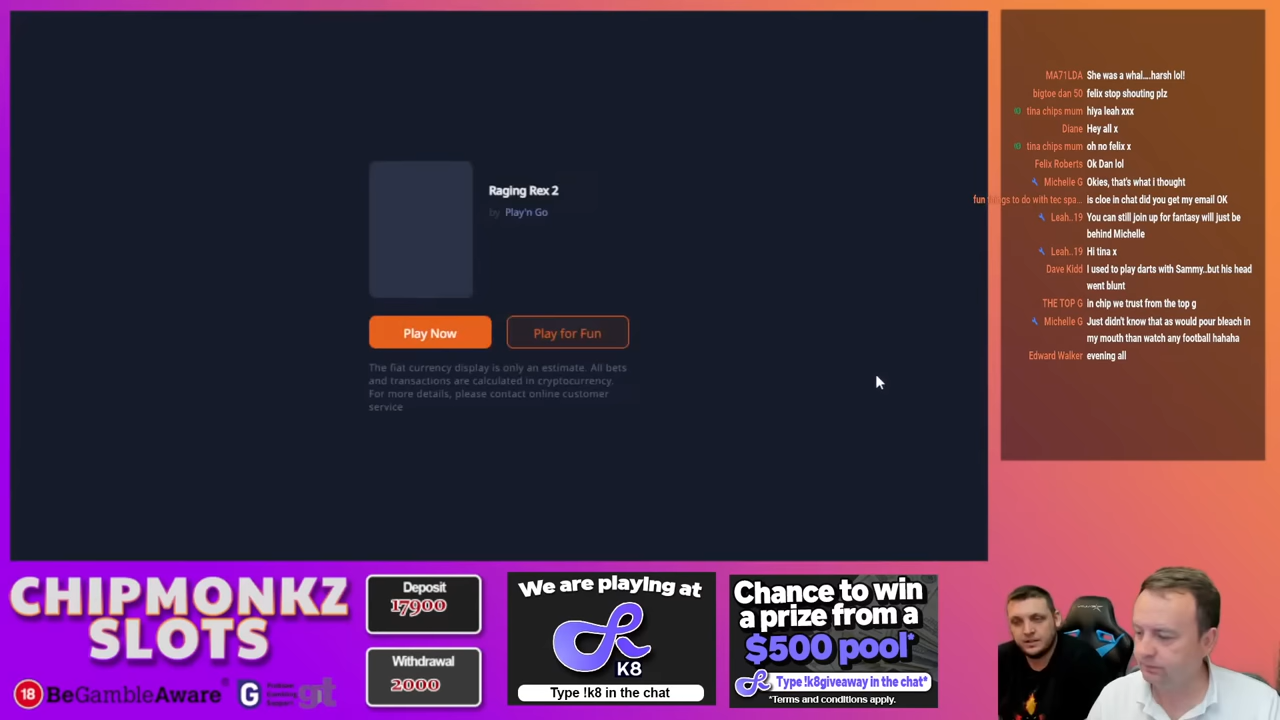 Raging Rex 2
by Play'n Go
Play Now
Play for Fun
The fiat currency display is only an estimate. All bets
and transactions are calculated in cryptocurrency.
For more details, please contact online customer
service
MA71LDA She was a whal....harsh lol!
bigtoe dan 50 felix stop shouting plz
tina chips mum hiya leah xxx
Diane Hey all x
tina chips mum oh no felix x
Felix Roberts Ok Dan lol
Michelle G Okies, that's what i thought
fun things to do with tec spa... is cloe in chat did you get my email OK
Leah..19 You can still join up for fantasy will just be
behind Michelle
Leah..19 Hi tina x
Dave Kidd I used to play darts with Sammy..but his head
went blunt
THE TOP G in chip we trust from the top g
Michelle G Just didn't know that as would pour bleach in
my mouth than watch any football hahaha
Edward Walker evening all
CHIPMONKZ
SLOTS
18 BeGambleAware
G
Deposit
17900
Withdrawal
2000
We are playing at
K8
Type !k8 in the chat
Chance to win
a prize from a
$500 pool*
Type !k8giveaway in the chat*
*Terms and conditions apply.